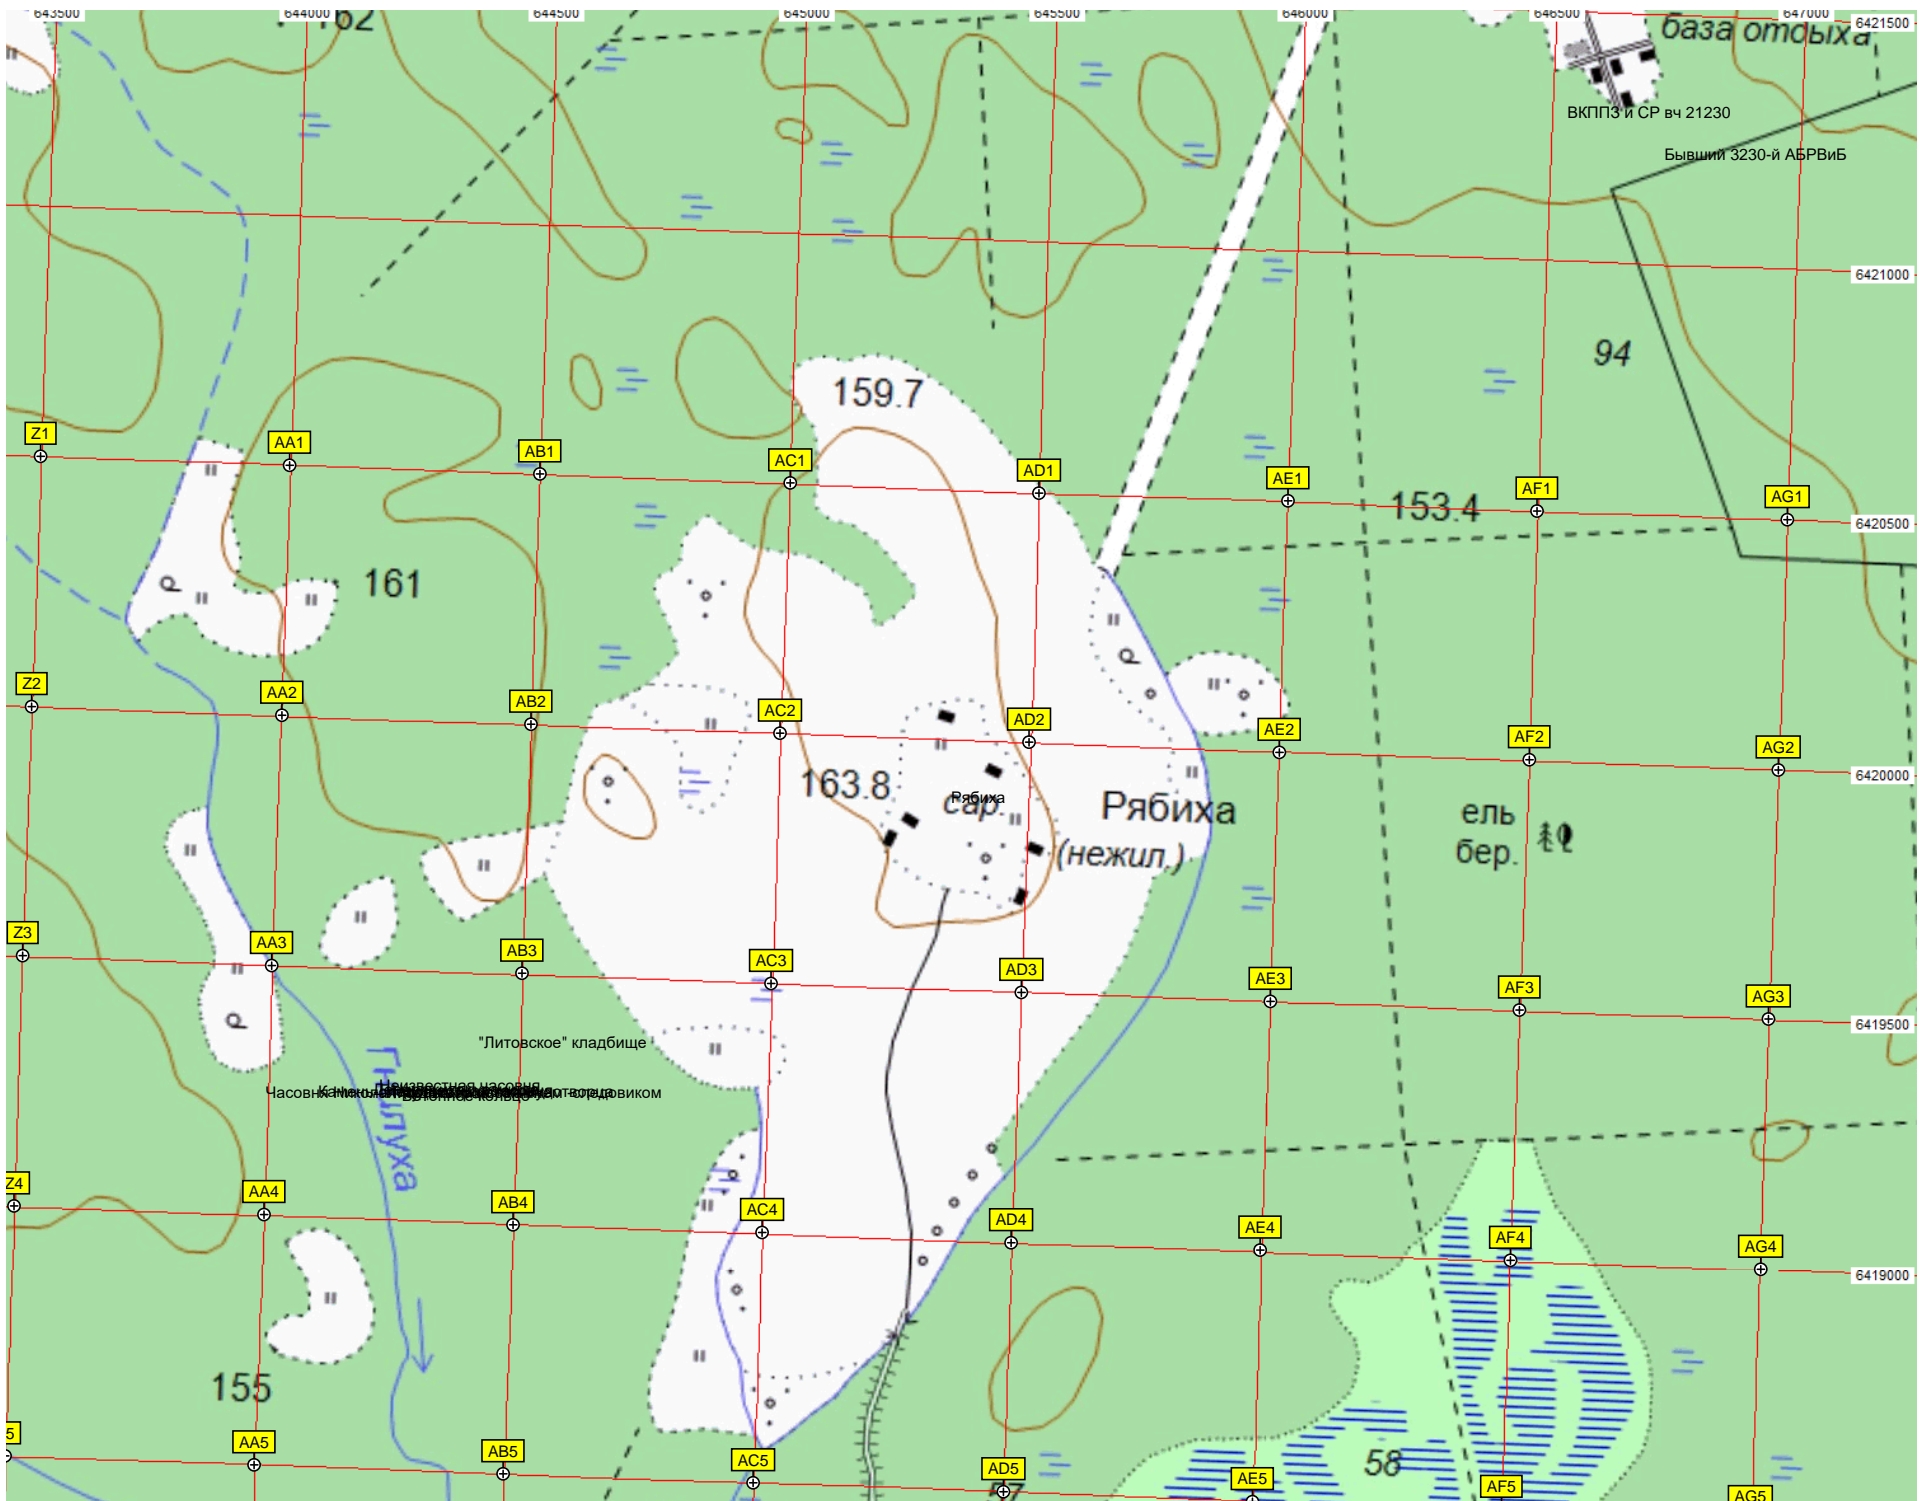 643500 644000 644500 645000 645500 646000 646500 647000
6421500
162
база отдыха
ВКППЗ и СР вч 21230
Бывший 3230-й АБРВиБ
6421000
94
159.7
Z1 AA1 AB1 AC1 AD1 AE1 AF1 AG1
153.4
6420500
161
Z2 AA2 AB2 AC2 AD2 AE2 AF2 AG2
6420000
163.8
сар.
Рябиха
Рябиха
(нежил.)
ель
бер.
Z3 AA3 AB3 AC3 AD3 AE3 AF3 AG3
6419500
"Литовское" кладбище
Неизвестная часовня
Гнилуха
Z4 AA4 AB4 AC4 AD4 AE4 AF4 AG4
6419000
155
58
5 AA5 AB5 AC5 AD5 AE5 AF5 AG5
57